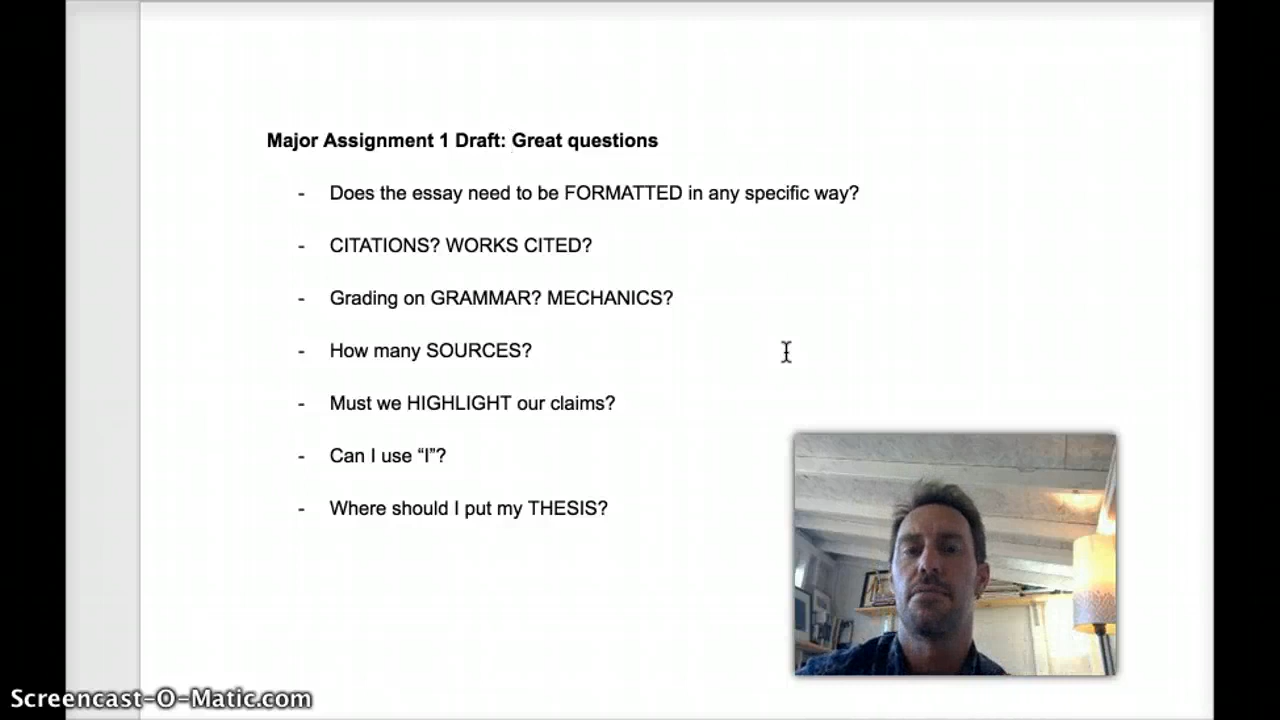 Major Assignment 1 Draft: Great questions
- Does the essay need to be FORMATTED in any specific way?
- CITATIONS? WORKS CITED?
- Grading on GRAMMAR? MECHANICS?
- How many SOURCES?
- Must we HIGHLIGHT our claims?
- Can I use “I”?
- Where should I put my THESIS?
Screencast-O-Matic.com